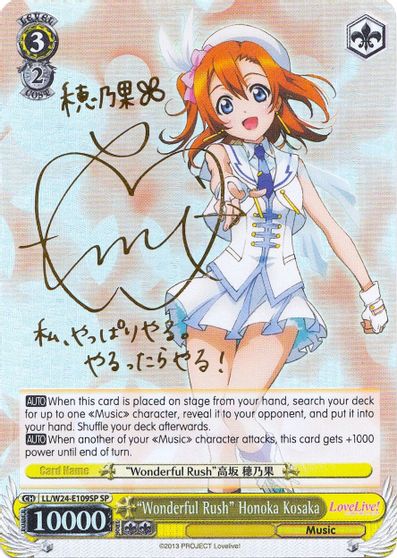 LEVEL
3
2
COST
穂乃果
私、やっぱりやる。
やるったらやる!
AUTO When this card is placed on stage from your hand, search your deck
for up to one «Music» character, reveal it to your opponent, and put it into
your hand. Shuffle your deck afterwards.
AUTO When another of your «Music» character attacks, this card gets +1000
power until end of turn.
Card Name
"Wonderful Rush"高坂 穂乃果
CH LL/W24-E109SP SP
"Wonderful Rush" Honoka Kosaka
LoveLive!
POWER
10000
Music
©2013 PROJECT Lovelive!